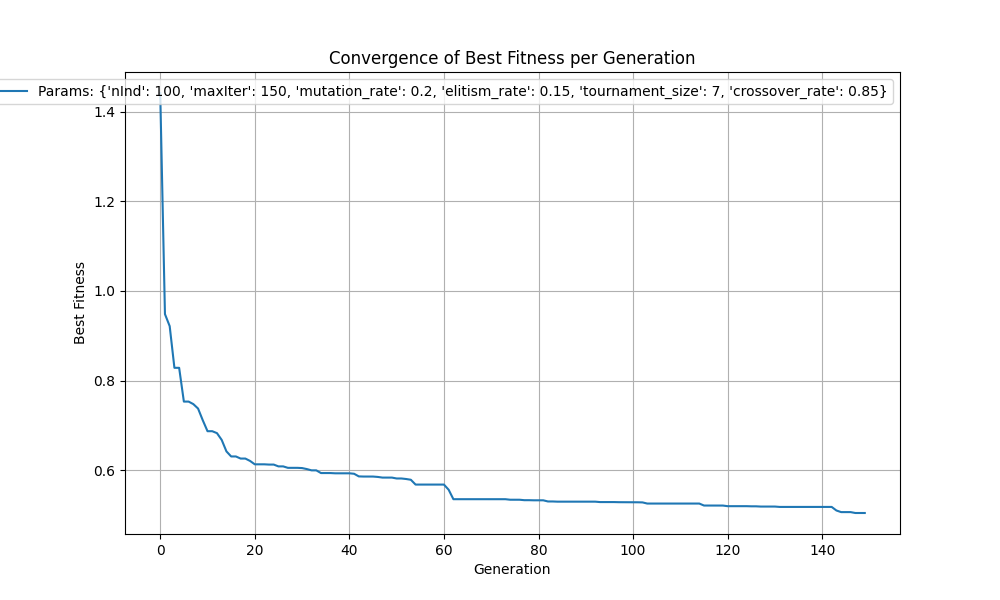 Convergence of Best Fitness per Generation
Params: {'nInd': 100, 'maxIter': 150, 'mutation_rate': 0.2, 'elitism_rate': 0.15, 'tournament_size': 7, 'crossover_rate': 0.85}
1.4
1.2
1.0
0.8
0.6
Best Fitness
0 20 40 60 80 100 120 140
Generation